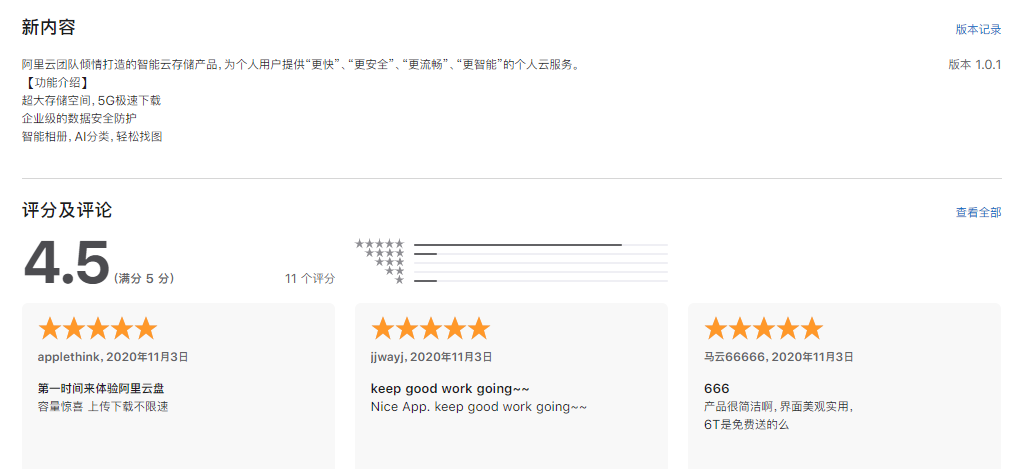 新内容
版本记录
阿里云团队倾情打造的智能云存储产品，为个人用户提供“更快”、“更安全”、“更流畅”、“更智能”的个人云服务。
版本 1.0.1
【功能介绍】
超大存储空间，5G极速下载
企业级的数据安全防护
智能相册，AI分类，轻松找图
评分及评论
查看全部
4.5 (满分 5 分)
11 个评分
★★★★★
★★★★
★★★
★★
★
★★★★★
applethink, 2020年11月3日
第一时间来体验阿里云盘
容量惊喜 上传下载不限速
★★★★★
jjwayj, 2020年11月3日
keep good work going~~
Nice App. keep good work going~~
★★★★★
马云66666, 2020年11月3日
666
产品很简洁啊，界面美观实用，
6T是免费送的么